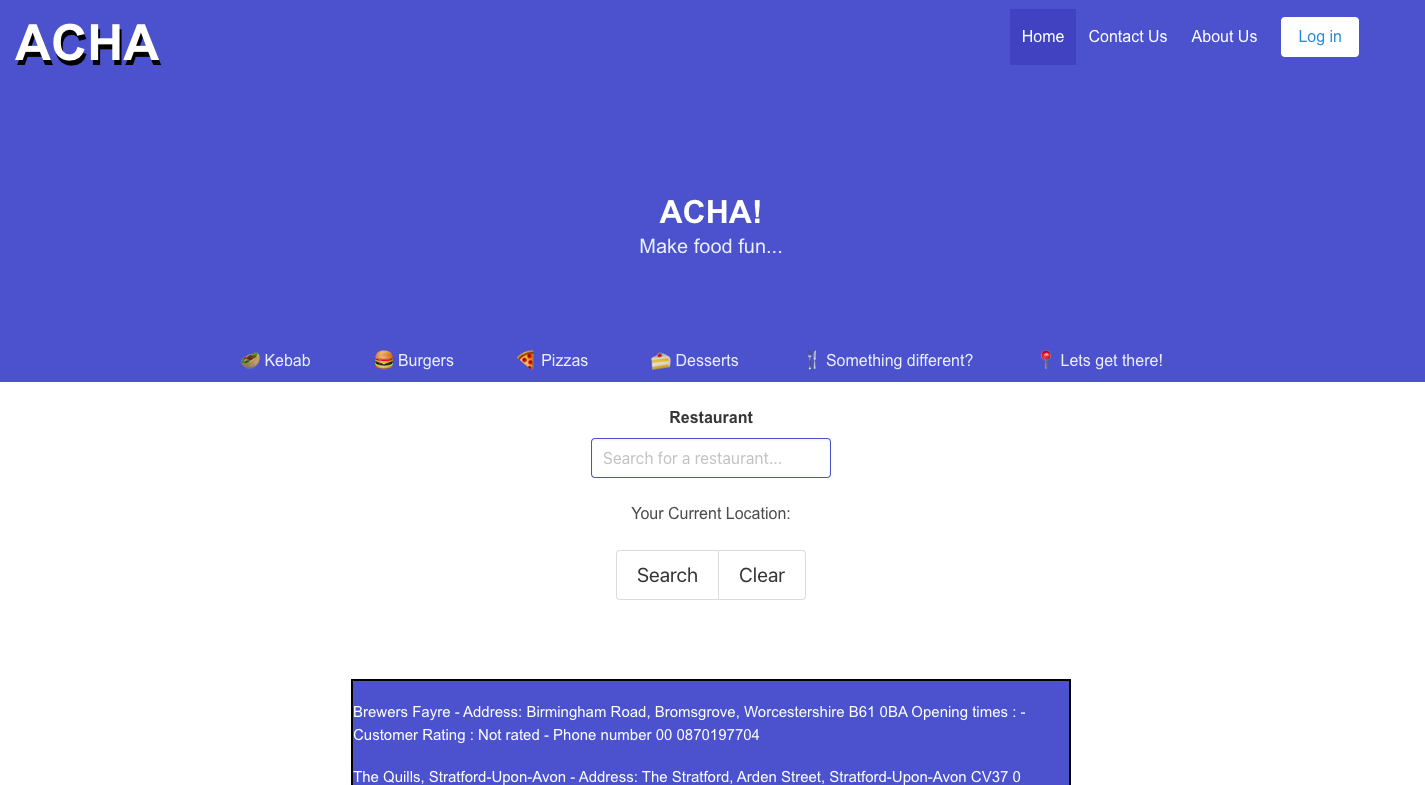 ACHA
Home Contact Us About Us Log in
ACHA!
Make food fun...
Kebab Burgers Pizzas Desserts Something different? Lets get there!
Restaurant
Search for a restaurant...
Your Current Location:
Search Clear
Brewers Fayre - Address: Birmingham Road, Bromsgrove, Worcestershire B61 0BA Opening times : -
Customer Rating : Not rated - Phone number 00 0870197704
The Quills, Stratford-Upon-Avon - Address: The Stratford, Arden Street, Stratford-Upon-Avon CV37 0